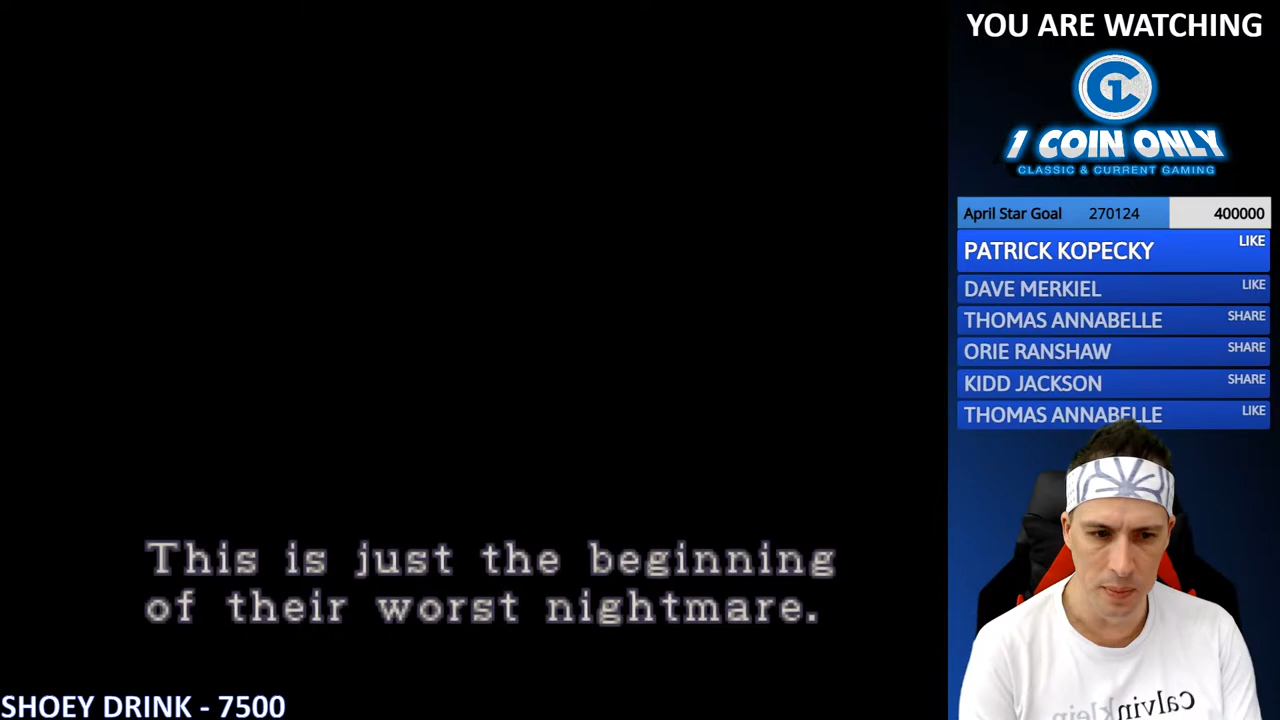 YOU ARE WATCHING
1 COIN ONLY
CLASSIC & CURRENT GAMING
April Star Goal 270124 400000
PATRICK KOPECKY LIKE
DAVE MERKIEL LIKE
THOMAS ANNABELLE SHARE
ORIE RANSHAW SHARE
KIDD JACKSON SHARE
THOMAS ANNABELLE LIKE
This is just the beginning
of their worst nightmare.
calvin klein
SHOEY DRINK - 7500